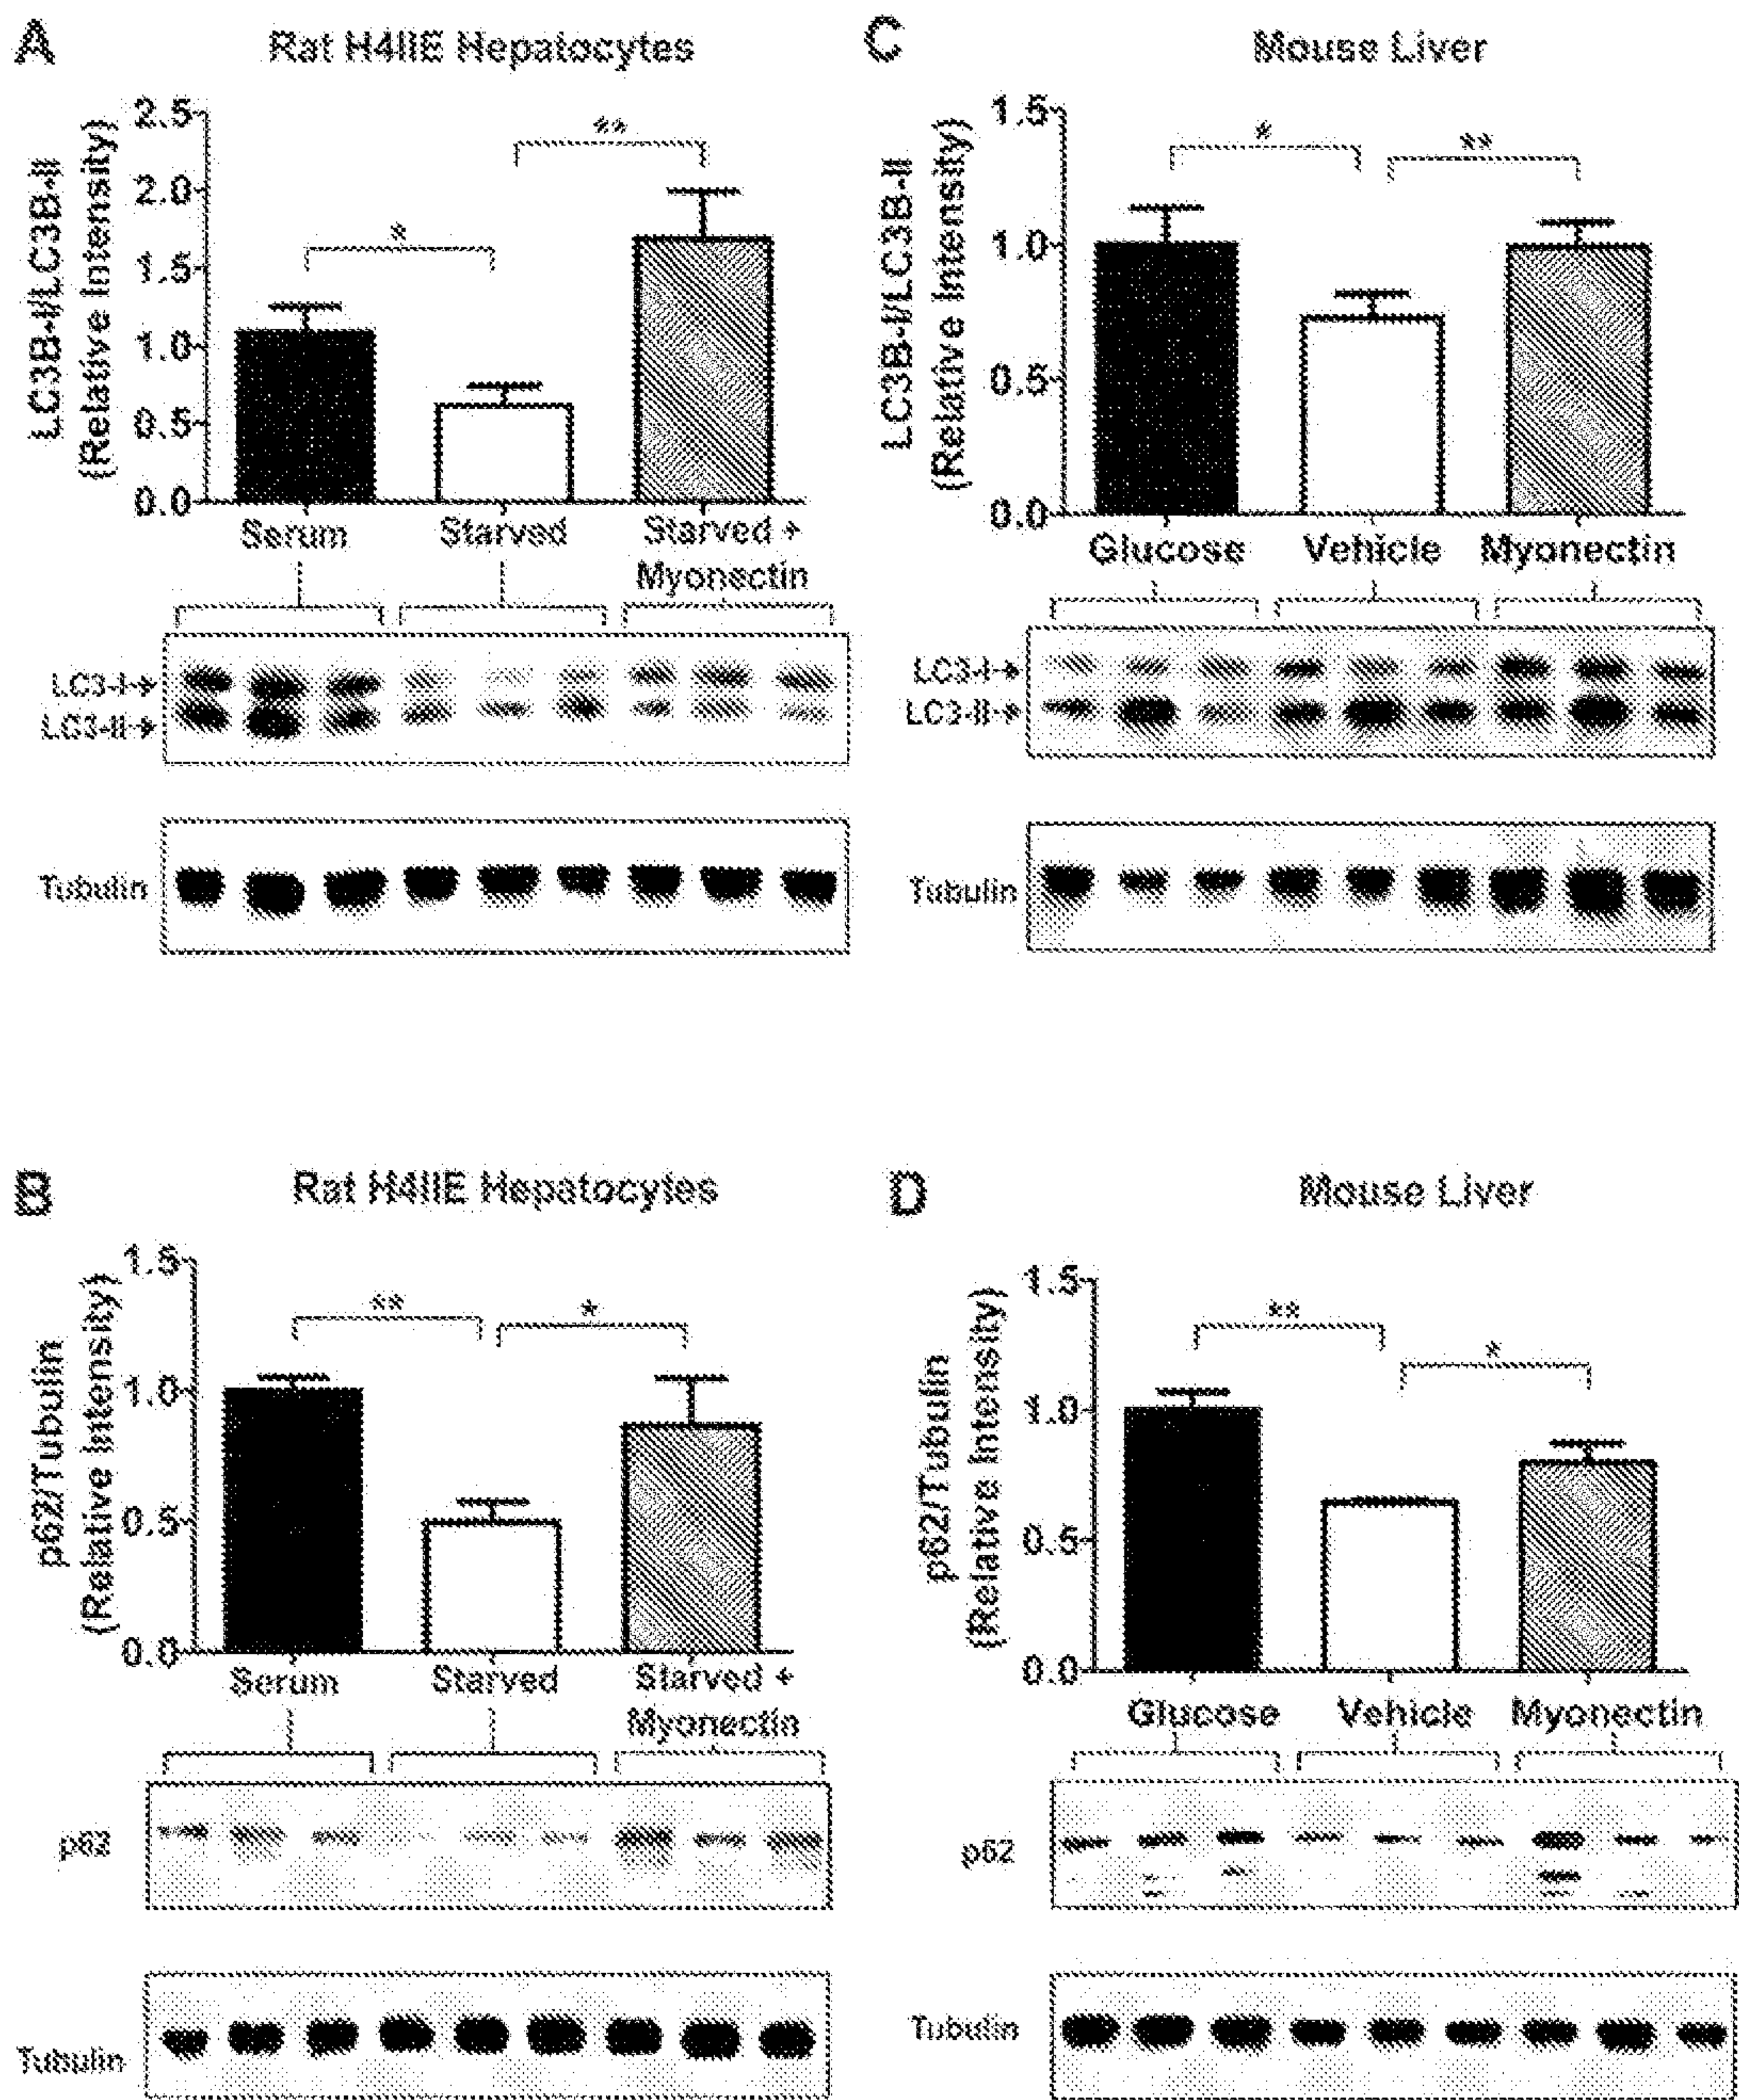 A
Rat H4IIE Hepatocytes
LC3B-I/LC3B-II
(Relative Intensity)
2.5
2.0
1.5
1.0
0.5
0.0
*
**
Serum
Starved
Starved +
Myonectin
LC3-I
LC3-II
Tubulin
C
Mouse Liver
LC3B-I/LC3B-II
(Relative Intensity)
1.5
1.0
0.5
0.0
*
**
Glucose
Vehicle
Myonectin
LC3-I
LC3-II
Tubulin
B
Rat H4IIE Hepatocytes
p62/Tubulin
(Relative Intensity)
1.5
1.0
0.5
0.0
**
*
Serum
Starved
Starved +
Myonectin
p62
Tubulin
D
Mouse Liver
p62/Tubulin
(Relative Intensity)
1.5
1.0
0.5
0.0
**
*
Glucose
Vehicle
Myonectin
p62
Tubulin